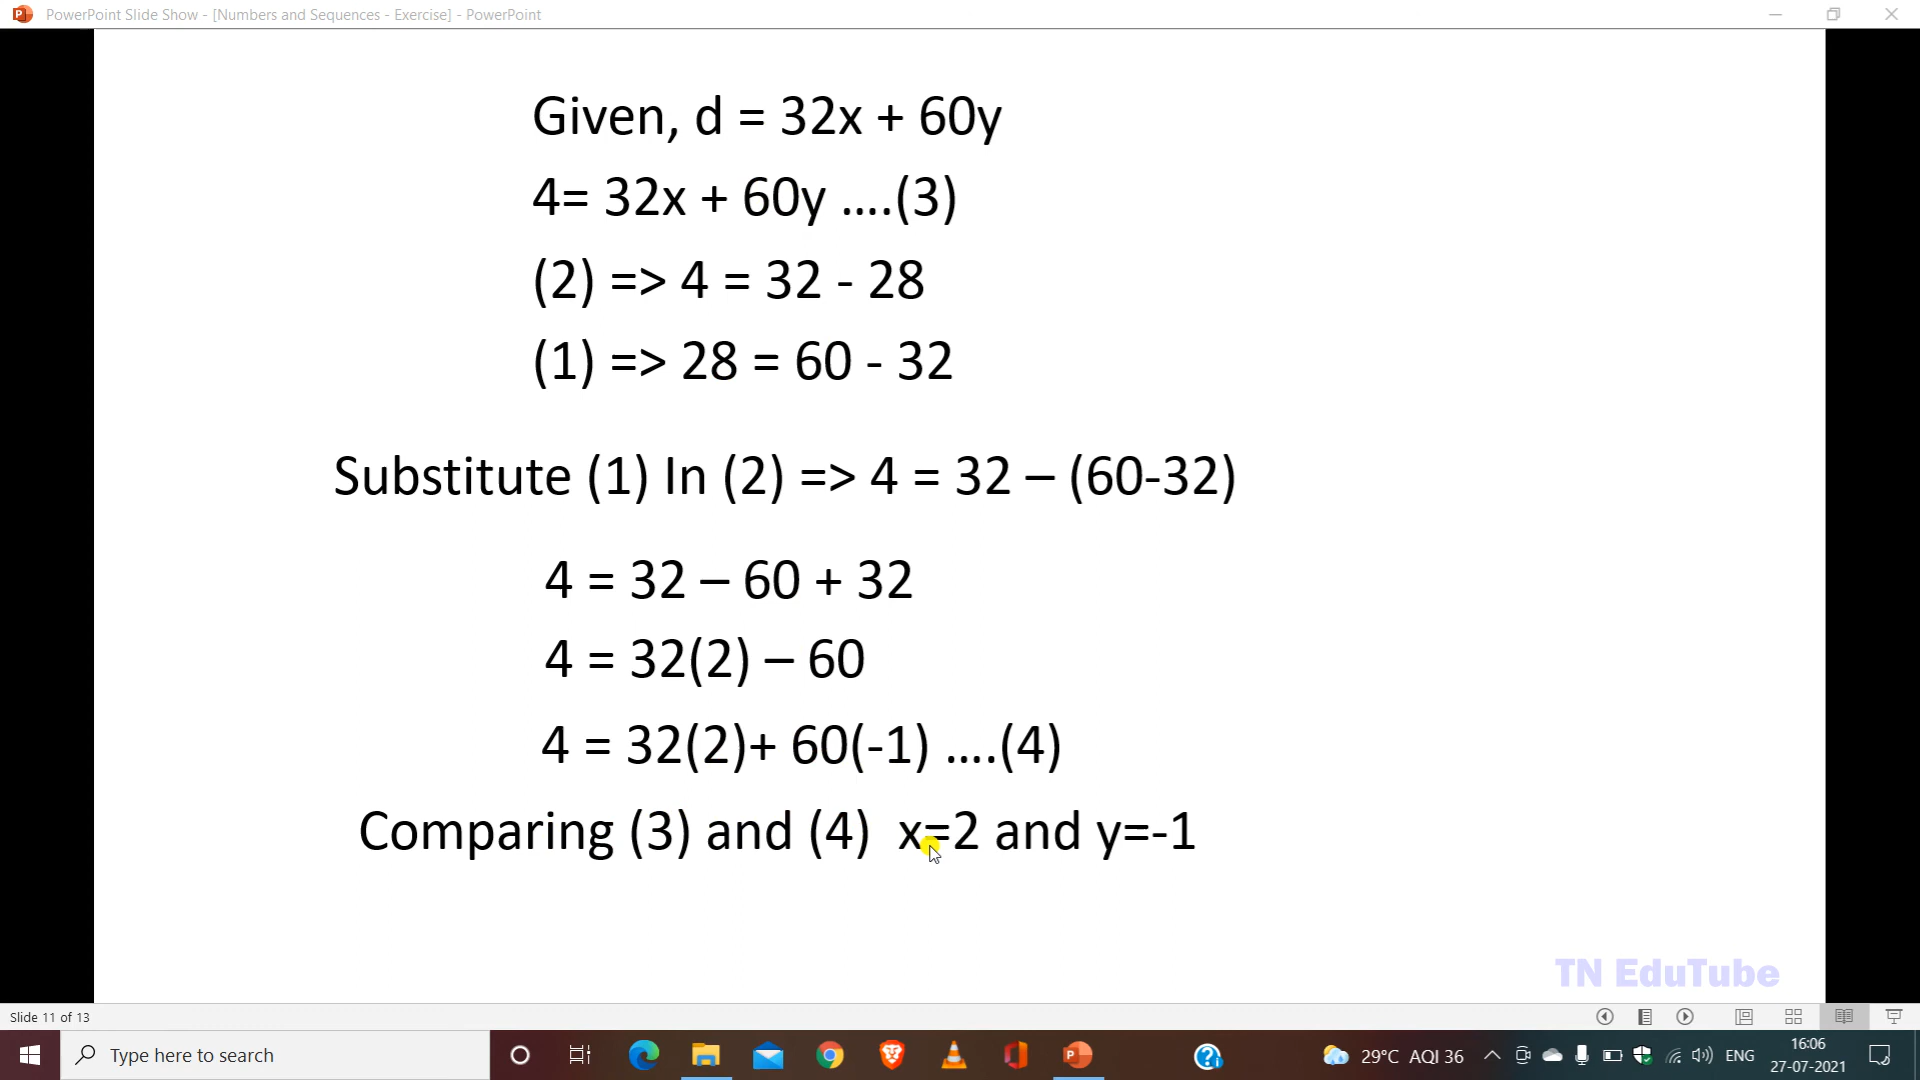 PowerPoint Slide Show - [Numbers and Sequences - Exercise] - PowerPoint
Given, d = 32x + 60y
4= 32x + 60y ....(3)
(2) => 4 = 32 - 28
(1) => 28 = 60 - 32
Substitute (1) In (2) => 4 = 32 – (60-32)
4 = 32 – 60 + 32
4 = 32(2) – 60
4 = 32(2)+ 60(-1) ....(4)
Comparing (3) and (4)  x=2 and y=-1
TN EduTube
Slide 11 of 13
Type here to search
29°C AQI 36
ENG
16:06
27-07-2021